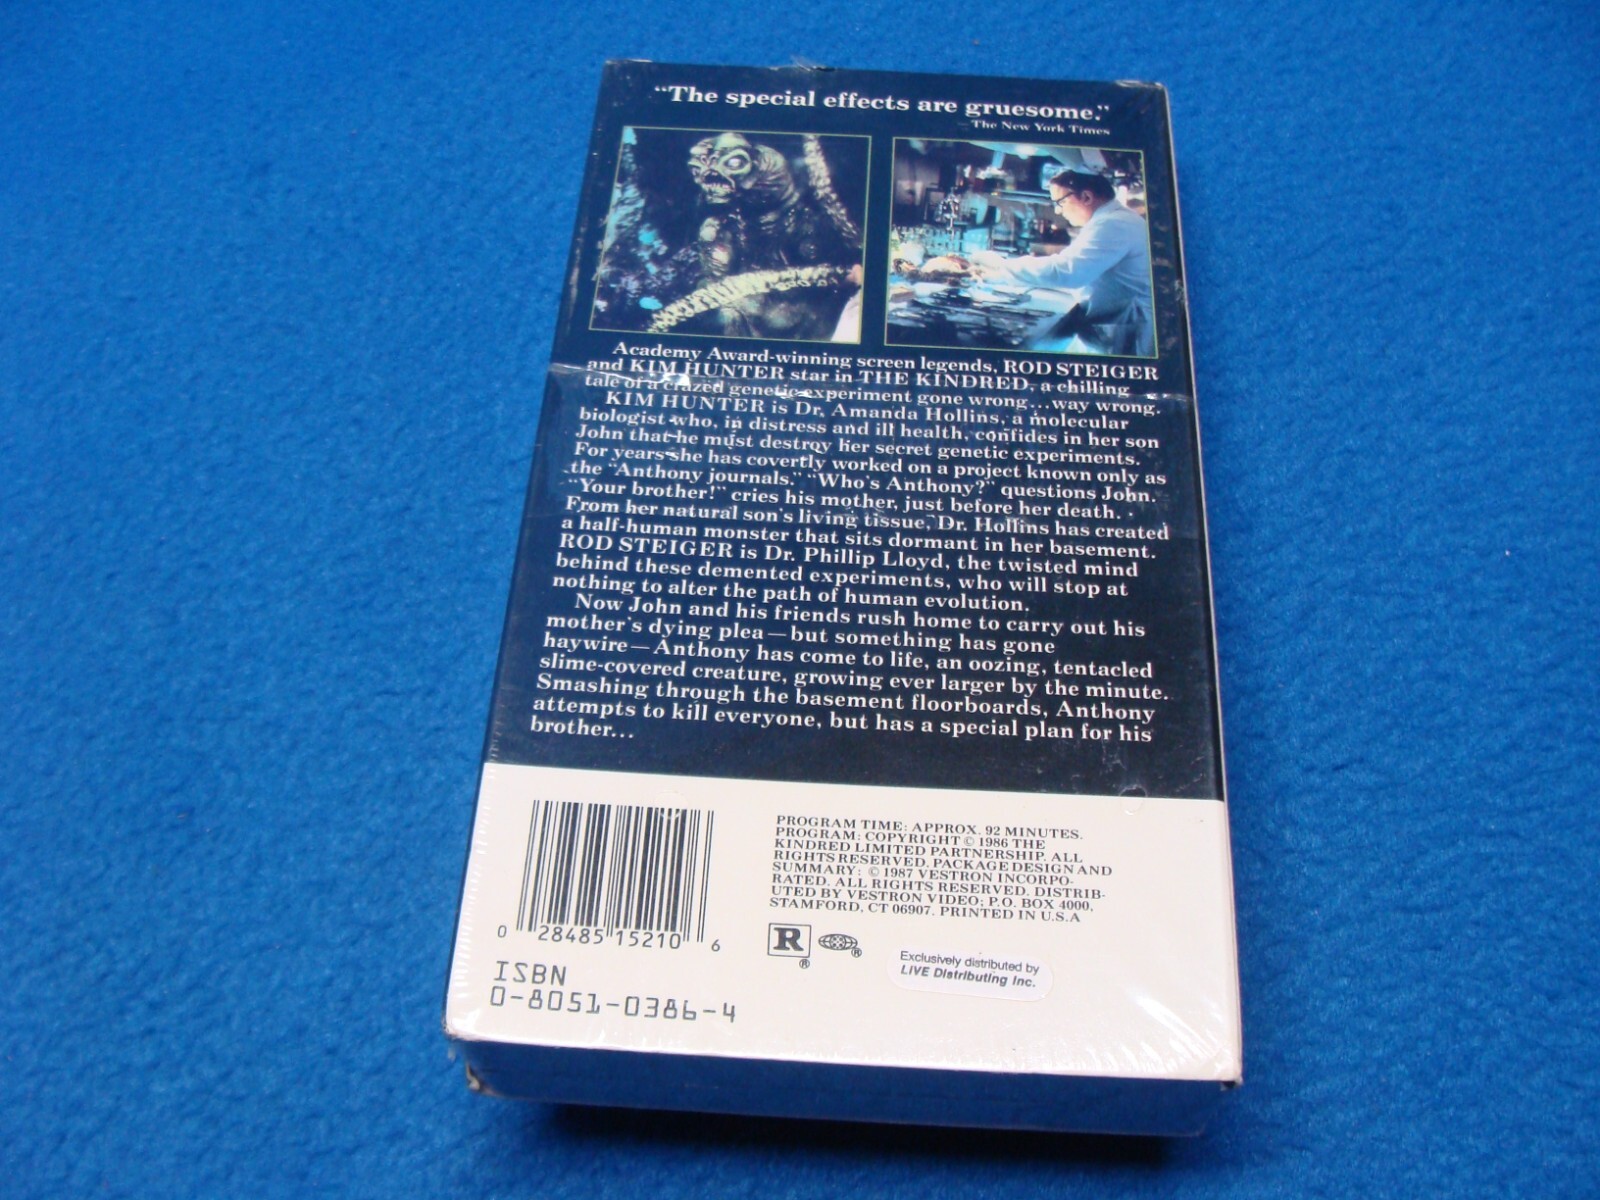 “The special effects are gruesome.”
—The New York Times
Academy Award-winning screen legends, ROD STEIGER
and KIM HUNTER star in THE KINDRED, a chilling
tale of a crazed genetic experiment gone wrong...way wrong.
KIM HUNTER is Dr. Amanda Hollins, a molecular
biologist who, in distress and ill health, confides in her son
John that he must destroy her secret genetic experiments.
For years she has covertly worked on a project known only as
the “Anthony journals.” “Who's Anthony?” questions John.
“Your brother!” cries his mother, just before her death.
From her natural son's living tissue, Dr. Hollins has created
a half-human monster that sits dormant in her basement.
ROD STEIGER is Dr. Phillip Lloyd, the twisted mind
behind these demented experiments, who will stop at
nothing to alter the path of human evolution.
Now John and his friends rush home to carry out his
mother's dying plea—but something has gone
haywire—Anthony has come to life, an oozing, tentacled
slime-covered creature, growing ever larger by the minute.
Smashing through the basement floorboards, Anthony
attempts to kill everyone, but has a special plan for his
brother...
PROGRAM TIME: APPROX. 92 MINUTES.
PROGRAM: COPYRIGHT © 1986 THE
KINDRED LIMITED PARTNERSHIP. ALL
RIGHTS RESERVED. PACKAGE DESIGN AND
SUMMARY: © 1987 VESTRON INCORPO-
RATED. ALL RIGHTS RESERVED. DISTRIB-
UTED BY VESTRON VIDEO; P.O. BOX 4000,
STAMFORD, CT 06907. PRINTED IN U.S.A
0 28485 15210 6
R ® ®
Exclusively distributed by
LIVE Distributing Inc.
ISBN
0-8051-0386-4